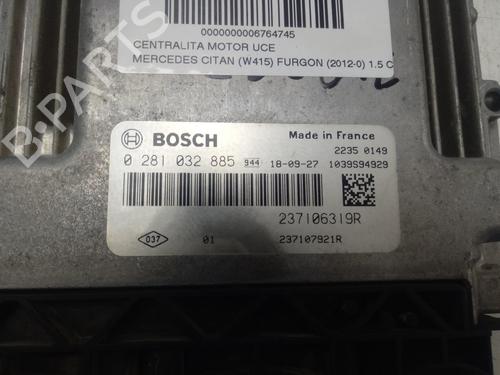 0000000006764745
CENTRALITA MOTOR UCE
MERCEDES CITAN (W415) FURGON (2012-0) 1.5 C
B-PARTS
BOSCH
Made in France
2235 0149
0 281 032 885 944 18-09-27 1039S94929
237106319R
037 01 237107921R